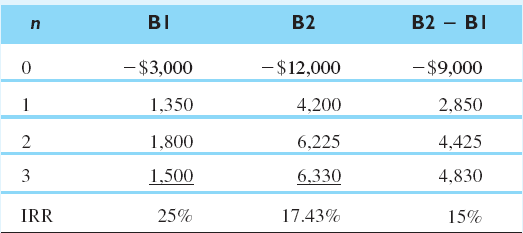 n B1 B2 B2 – B1
0 –$3,000 –$12,000 –$9,000
1 1,350 4,200 2,850
2 1,800 6,225 4,425
3 1,500 6,330 4,830
IRR 25% 17.43% 15%